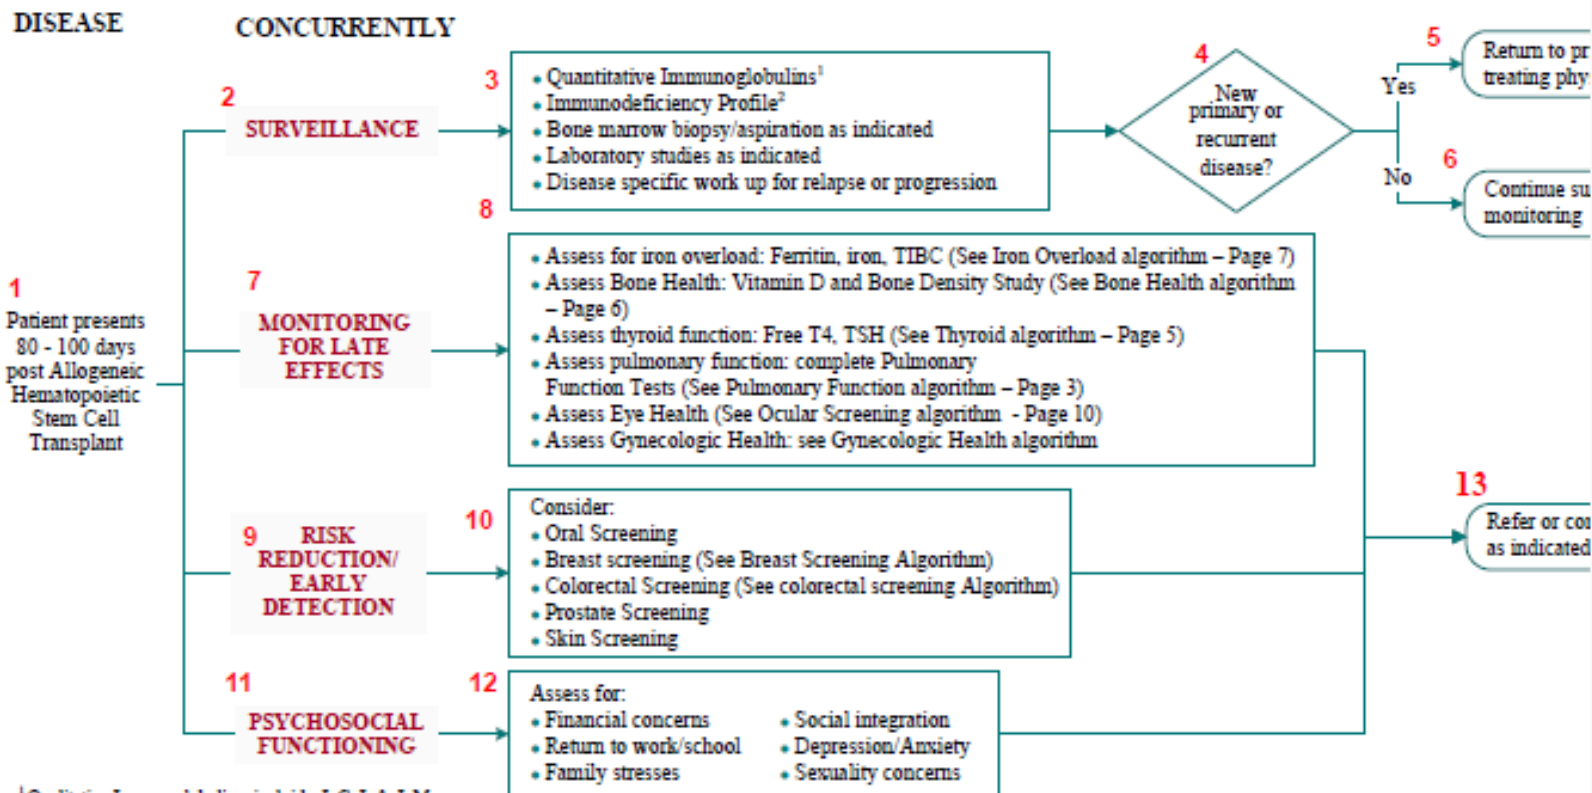 DISEASE
CONCURRENTLY
1
Patient presents
80 - 100 days
post Allogeneic
Hematopoietic
Stem Cell
Transplant
2
SURVEILLANCE
3
• Quantitative Immunoglobulins¹
• Immunodeficiency Profile²
• Bone marrow biopsy/aspiration as indicated
• Laboratory studies as indicated
• Disease specific work up for relapse or progression
4
New
primary or
recurrent
disease?
Yes
No
5
Return to
treating
6
Continue
monitoring
7
MONITORING
FOR LATE
EFFECTS
8
• Assess for iron overload: Ferritin, iron, TIBC (See Iron Overload algorithm – Page 7)
• Assess Bone Health: Vitamin D and Bone Density Study (See Bone Health algorithm
– Page 6)
• Assess thyroid function: Free T4, TSH (See Thyroid algorithm – Page 5)
• Assess pulmonary function: complete Pulmonary
Function Tests (See Pulmonary Function algorithm – Page 3)
• Assess Eye Health (See Ocular Screening algorithm - Page 10)
• Assess Gynecologic Health: see Gynecologic Health algorithm
9
RISK
REDUCTION/
EARLY
DETECTION
10
Consider:
• Oral Screening
• Breast screening (See Breast Screening Algorithm)
• Colorectal Screening (See colorectal screening Algorithm)
• Prostate Screening
• Skin Screening
11
PSYCHOSOCIAL
FUNCTIONING
12
Assess for:
• Financial concerns
• Return to work/school
• Family stresses
• Social integration
• Depression/Anxiety
• Sexuality concerns
13
Refer or
as indicated